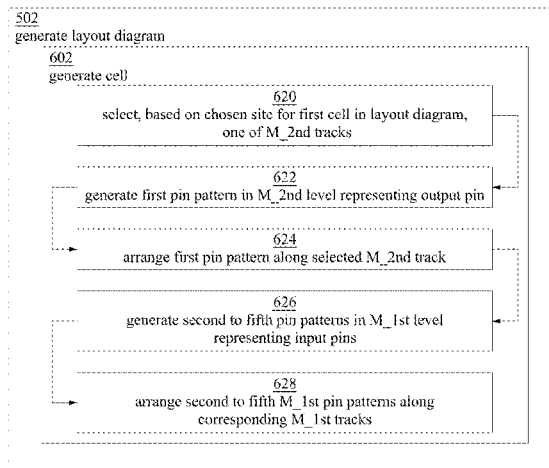 502
generate layout diagram
602
generate cell
620
select, based on chosen site for first cell in layout diagram,
one of M_2nd tracks
622
generate first pin pattern in M_2nd level representing output pin
624
arrange first pin pattern along selected M_2nd track
626
generate second to fifth pin patterns in M_1st level
representing input pins
628
arrange second to fifth M_1st pin patterns along
corresponding M_1st tracks